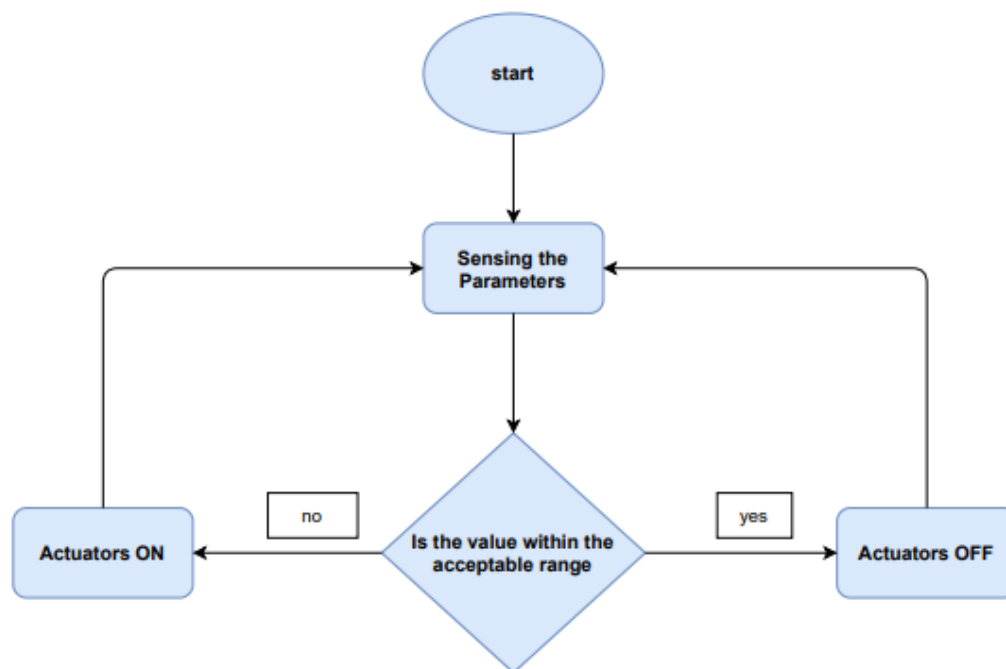 start
Sensing the
Parameters
no
yes
Actuators ON
Is the value within the
acceptable range
Actuators OFF